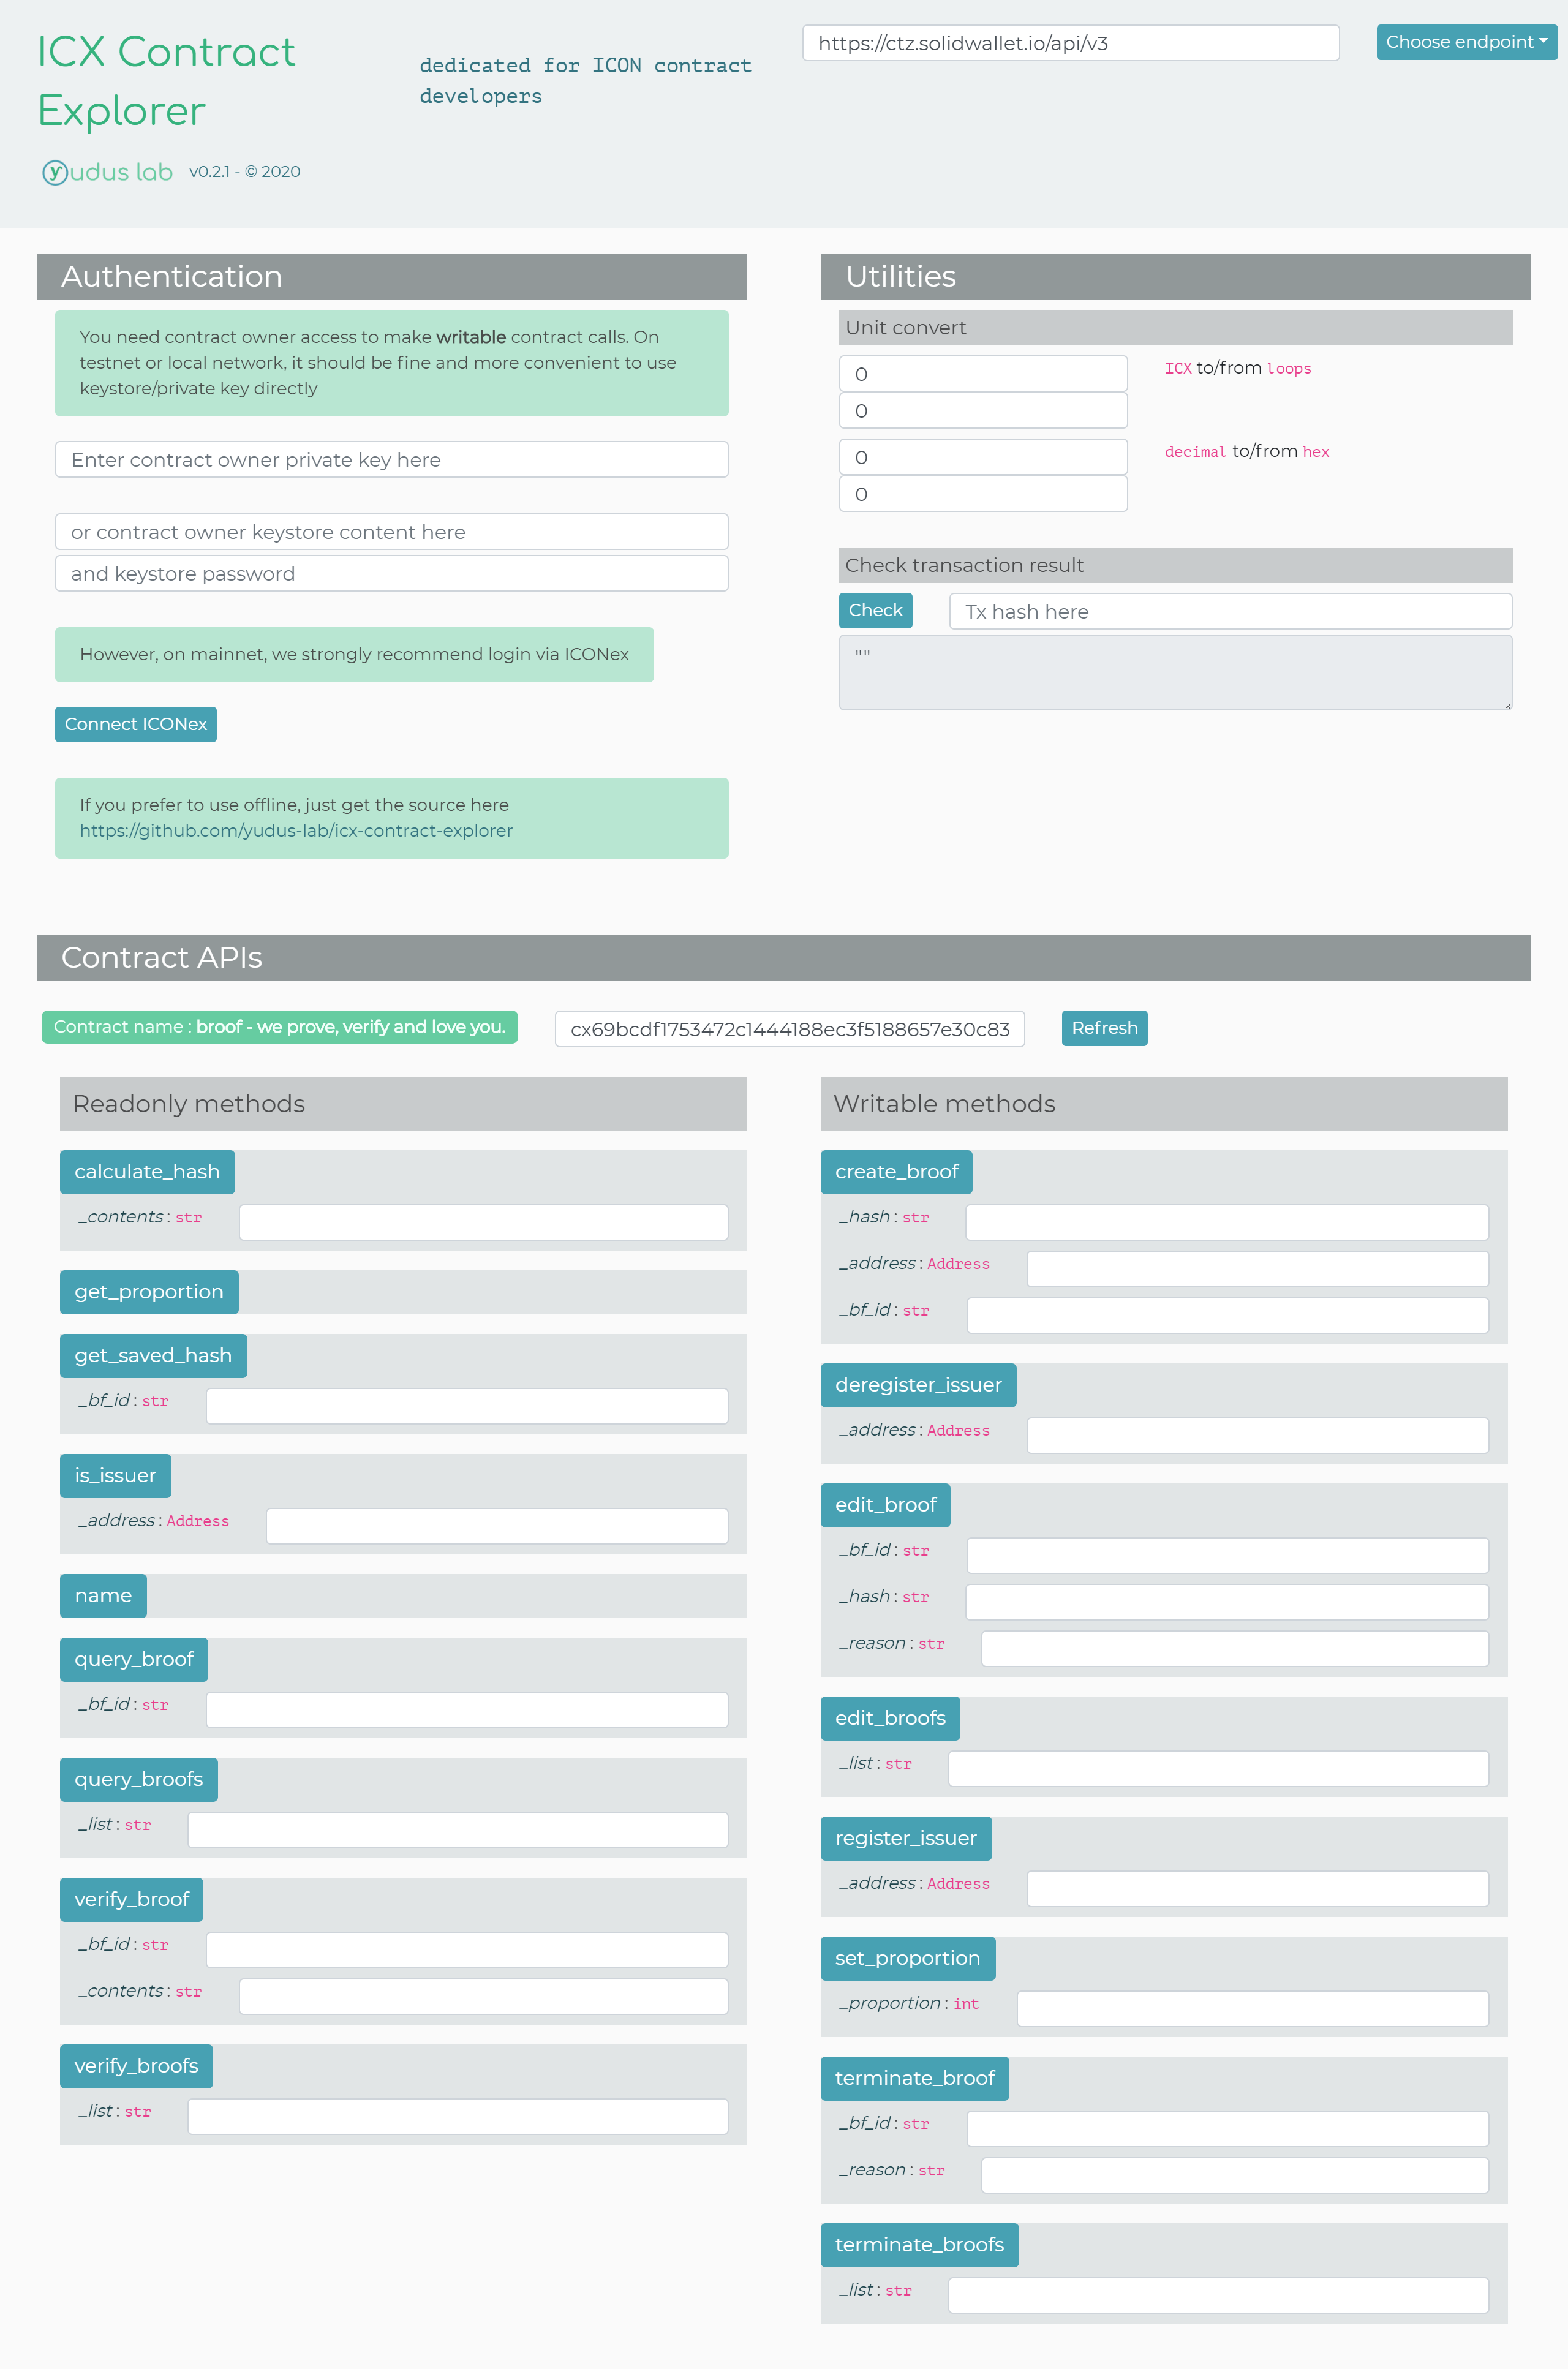 ICX Contract
Explorer
dedicated for ICON contract
developers
https://ctz.solidwallet.io/api/v3
Choose endpoint
yudus lab v0.2.1 - © 2020
Authentication
You need contract owner access to make writable contract calls. On
testnet or local network, it should be fine and more convenient to use
keystore/private key directly
Enter contract owner private key here
or contract owner keystore content here
and keystore password
However, on mainnet, we strongly recommend login via ICONex
Connect ICONex
If you prefer to use offline, just get the source here
https://github.com/yudus-lab/icx-contract-explorer
Utilities
Unit convert
0
ICX to/from loops
0
0
decimal to/from hex
0
Check transaction result
Check
Tx hash here
""
Contract APIs
Contract name : broof - we prove, verify and love you.
cx69bcdf1753472c1444188ec3f5188657e30c83
Refresh
Readonly methods
calculate_hash
_contents : str
get_proportion
get_saved_hash
_bf_id : str
is_issuer
_address : Address
name
query_broof
_bf_id : str
query_broofs
_list : str
verify_broof
_bf_id : str
_contents : str
verify_broofs
_list : str
Writable methods
create_broof
_hash : str
_address : Address
_bf_id : str
deregister_issuer
_address : Address
edit_broof
_bf_id : str
_hash : str
_reason : str
edit_broofs
_list : str
register_issuer
_address : Address
set_proportion
_proportion : int
terminate_broof
_bf_id : str
_reason : str
terminate_broofs
_list : str